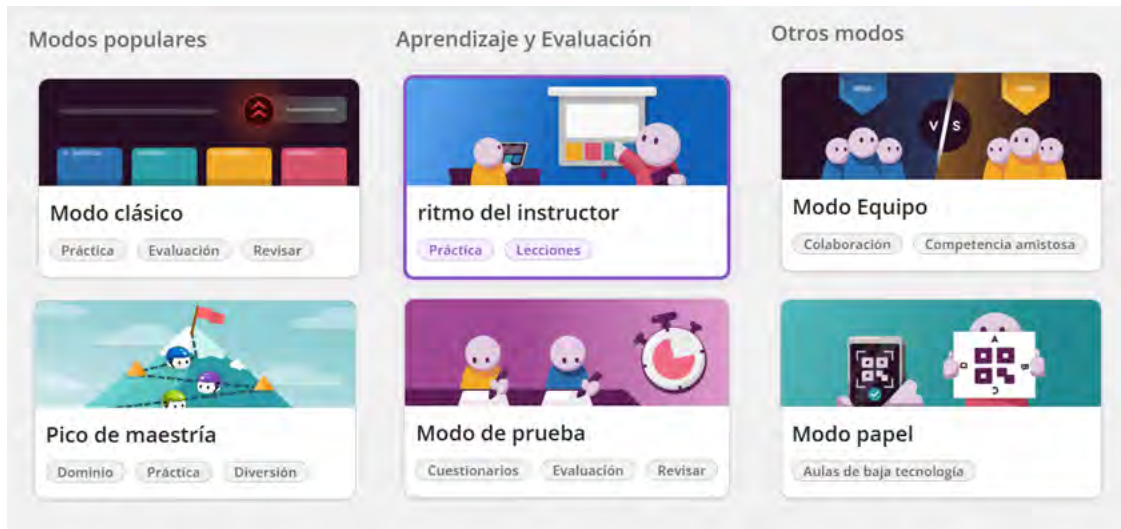 Modos populares
Modo clásico
Práctica Evaluación Revisar
Pico de maestría
Dominio Práctica Diversión
Aprendizaje y Evaluación
ritmo del instructor
Práctica Lecciones
Modo de prueba
Cuestionarios Evaluación Revisar
Otros modos
V S
Modo Equipo
Colaboración Competencia amistosa
A
B
C
D
Modo papel
Aulas de baja tecnología